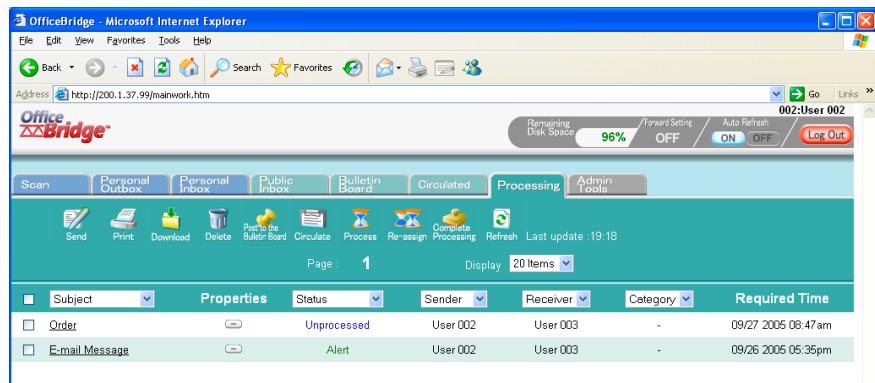 OfficeBridge - Microsoft Internet Explorer
File Edit View Favorites Tools Help
Back Search Favorites
Address http://200.1.37.99/mainwork.htm Go Links »
002:User 002
Office Bridge
Remaining Disk Space 96% Forward Setting OFF Auto Refresh ON OFF Log Out
Scan Personal Outbox Personal Inbox Public Inbox Bulletin Board Circulated Processing Admin Tools
Send Print Download Delete Post to the Bulletin Board Circulate Process Re-assign Complete Processing Refresh Last update :19:18
Page : 1 Display 20 Items
Subject Properties Status Sender Receiver Category Required Time
Order Unprocessed User 002 User 003 - 09/27 2005 08:47am
E-mail Message Alert User 002 User 003 - 09/26 2005 05:35pm